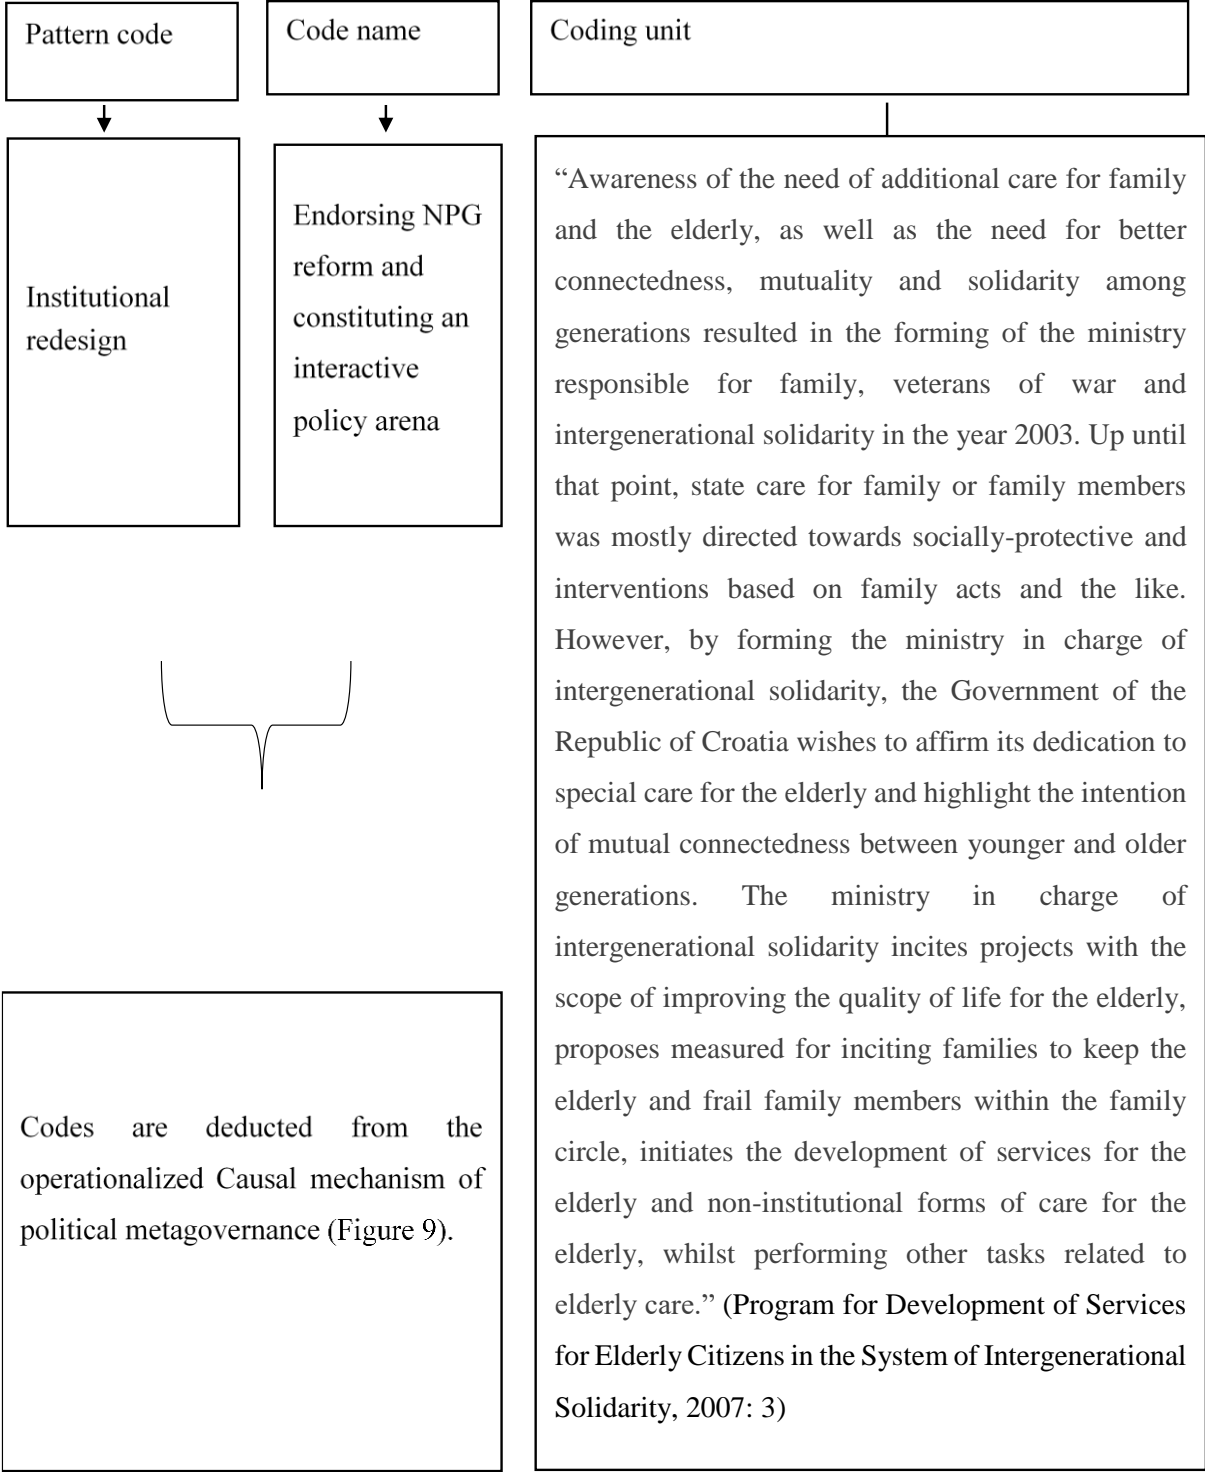 Pattern code
Code name
Coding unit
Institutional
redesign
Endorsing NPG
reform and
constituting an
interactive
policy arena
“Awareness of the need of additional care for family
and the elderly, as well as the need for better
connectedness, mutuality and solidarity among
generations resulted in the forming of the ministry
responsible for family, veterans of war and
intergenerational solidarity in the year 2003. Up until
that point, state care for family or family members
was mostly directed towards socially-protective and
interventions based on family acts and the like.
However, by forming the ministry in charge of
intergenerational solidarity, the Government of the
Republic of Croatia wishes to affirm its dedication to
special care for the elderly and highlight the intention
of mutual connectedness between younger and older
generations. The ministry in charge of
intergenerational solidarity incites projects with the
scope of improving the quality of life for the elderly,
proposes measured for inciting families to keep the
elderly and frail family members within the family
circle, initiates the development of services for the
elderly and non-institutional forms of care for the
elderly, whilst performing other tasks related to
elderly care.” (Program for Development of Services
for Elderly Citizens in the System of Intergenerational
Solidarity, 2007: 3)
Codes are deducted from the
operationalized Causal mechanism of
political metagovernance (Figure 9).